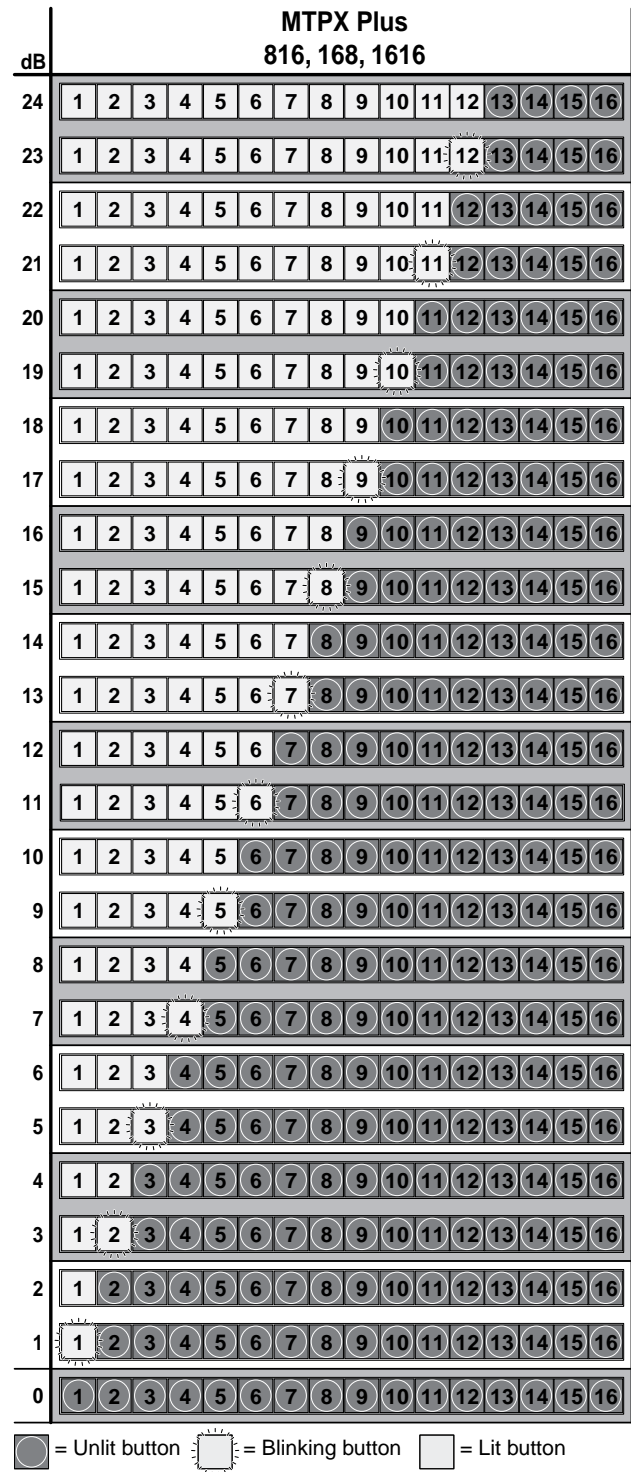 MTPX Plus
816, 168, 1616
dB
24 1 2 3 4 5 6 7 8 9 10 11 12 13 14 15 16
23 1 2 3 4 5 6 7 8 9 10 11 12 13 14 15 16
22 1 2 3 4 5 6 7 8 9 10 11 12 13 14 15 16
21 1 2 3 4 5 6 7 8 9 10 11 12 13 14 15 16
20 1 2 3 4 5 6 7 8 9 10 11 12 13 14 15 16
19 1 2 3 4 5 6 7 8 9 10 11 12 13 14 15 16
18 1 2 3 4 5 6 7 8 9 10 11 12 13 14 15 16
17 1 2 3 4 5 6 7 8 9 10 11 12 13 14 15 16
16 1 2 3 4 5 6 7 8 9 10 11 12 13 14 15 16
15 1 2 3 4 5 6 7 8 9 10 11 12 13 14 15 16
14 1 2 3 4 5 6 7 8 9 10 11 12 13 14 15 16
13 1 2 3 4 5 6 7 8 9 10 11 12 13 14 15 16
12 1 2 3 4 5 6 7 8 9 10 11 12 13 14 15 16
11 1 2 3 4 5 6 7 8 9 10 11 12 13 14 15 16
10 1 2 3 4 5 6 7 8 9 10 11 12 13 14 15 16
9 1 2 3 4 5 6 7 8 9 10 11 12 13 14 15 16
8 1 2 3 4 5 6 7 8 9 10 11 12 13 14 15 16
7 1 2 3 4 5 6 7 8 9 10 11 12 13 14 15 16
6 1 2 3 4 5 6 7 8 9 10 11 12 13 14 15 16
5 1 2 3 4 5 6 7 8 9 10 11 12 13 14 15 16
4 1 2 3 4 5 6 7 8 9 10 11 12 13 14 15 16
3 1 2 3 4 5 6 7 8 9 10 11 12 13 14 15 16
2 1 2 3 4 5 6 7 8 9 10 11 12 13 14 15 16
1 1 2 3 4 5 6 7 8 9 10 11 12 13 14 15 16
0 1 2 3 4 5 6 7 8 9 10 11 12 13 14 15 16
= Unlit button = Blinking button = Lit button